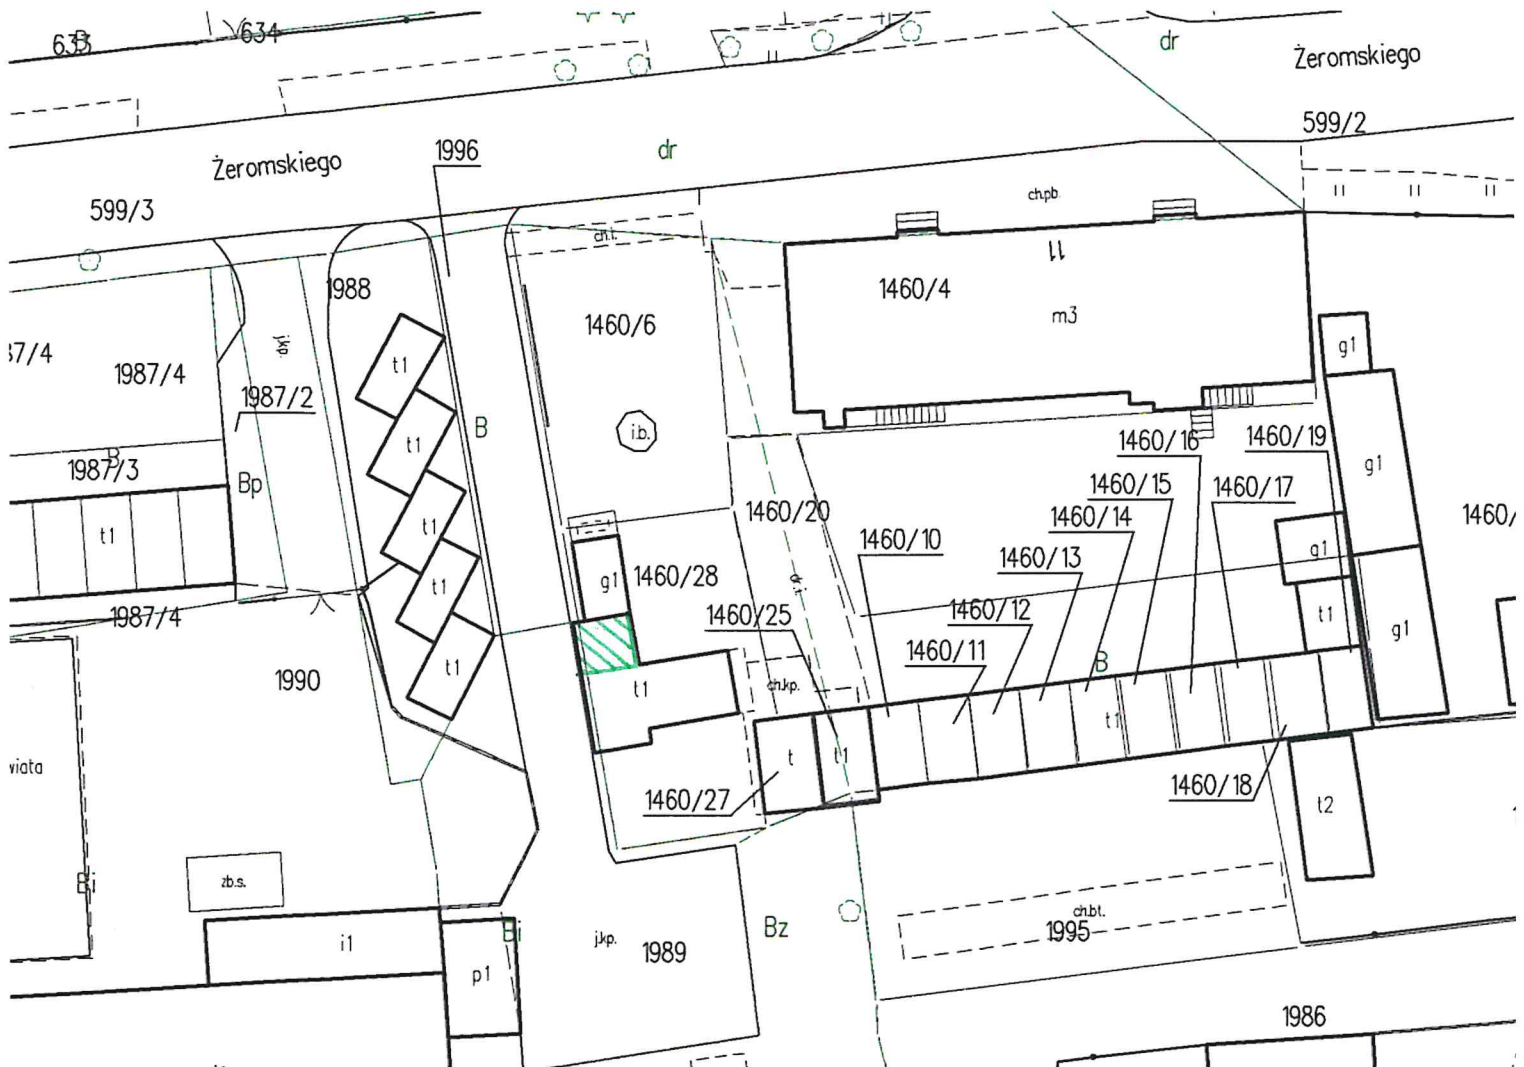 633
B
634
dr
Żeromskiego
599/2
1996
dr
Żeromskiego
ch.pb.
599/3
ch.i.
11
1988
1460/4
1460/6
m3
j.kp.
g1
87/4
1987/4
t1
1987/2
B
t1
i.b.
1460/16
1460/19
B
1987/3
g1
Bp
1460/15
1460/17
1460/20
1460/14
1460/
t1
t1
1460/10
g1
1460/13
g1
1460/28
dr.i.
t1
1460/12
1987/4
1460/25
t1
g1
1460/11
B
t1
1990
t1
ch.kp.
t1
t
t1
wiata
1460/27
1460/18
t2
zb.s.
Bi
ch.bt.
Bz
1995
Bi
j.kp.
i1
1989
p1
1986